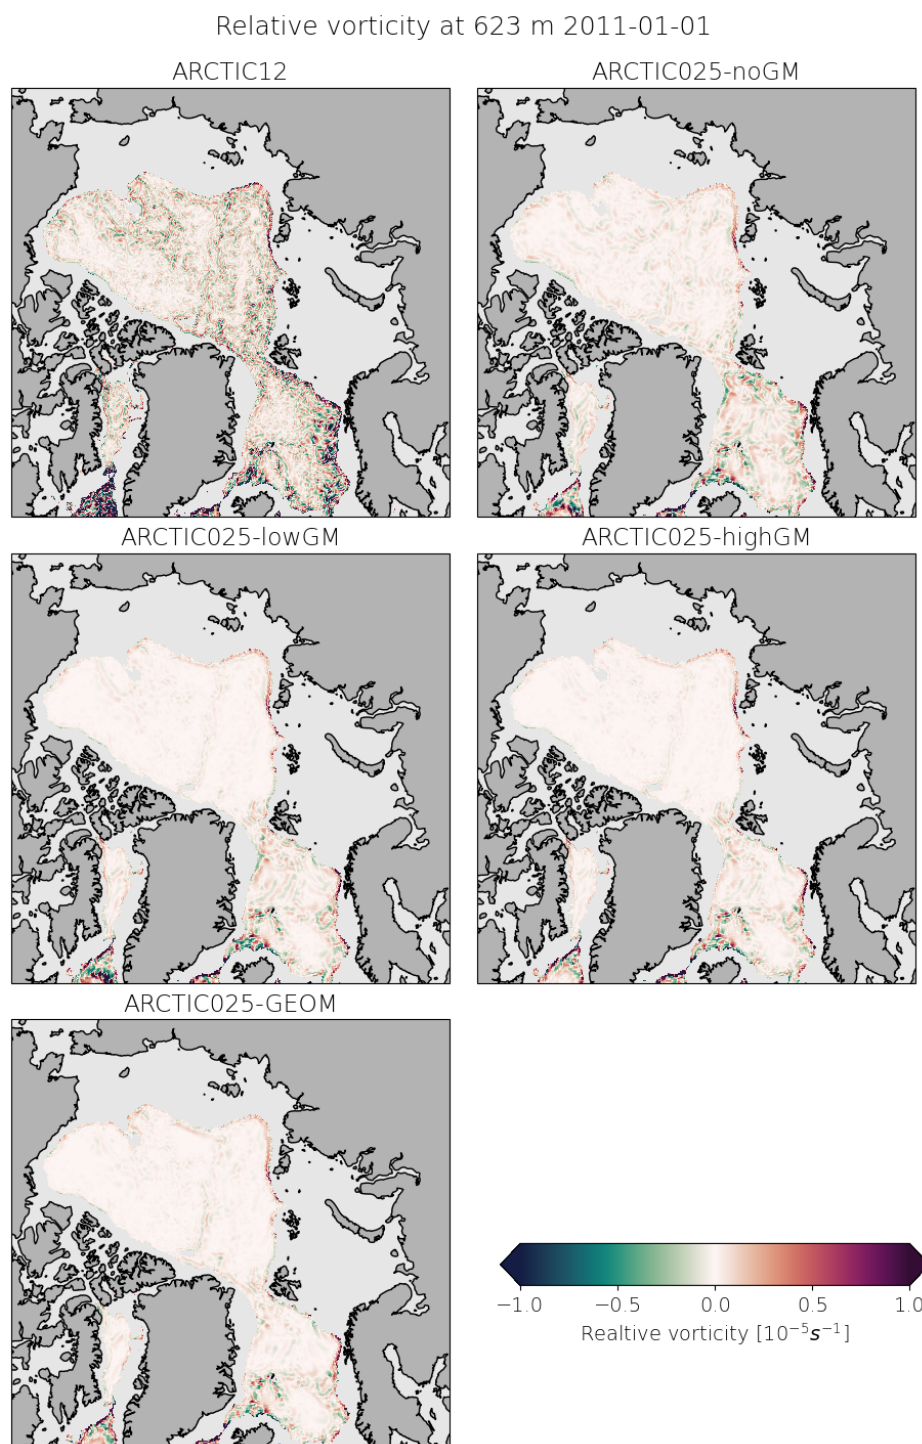 Relative vorticity at 623 m 2011-01-01
ARCTIC12
ARCTIC025-noGM
ARCTIC025-lowGM
ARCTIC025-highGM
ARCTIC025-GEOM
−1.0 −0.5 0.0 0.5 1.0
Realtive vorticity [10⁻⁵s⁻¹]